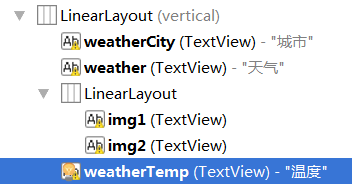 LinearLayout (vertical)
weatherCity (TextView) - "城市"
weather (TextView) - "天气"
LinearLayout
img1 (TextView)
img2 (TextView)
weatherTemp (TextView) - "温度"